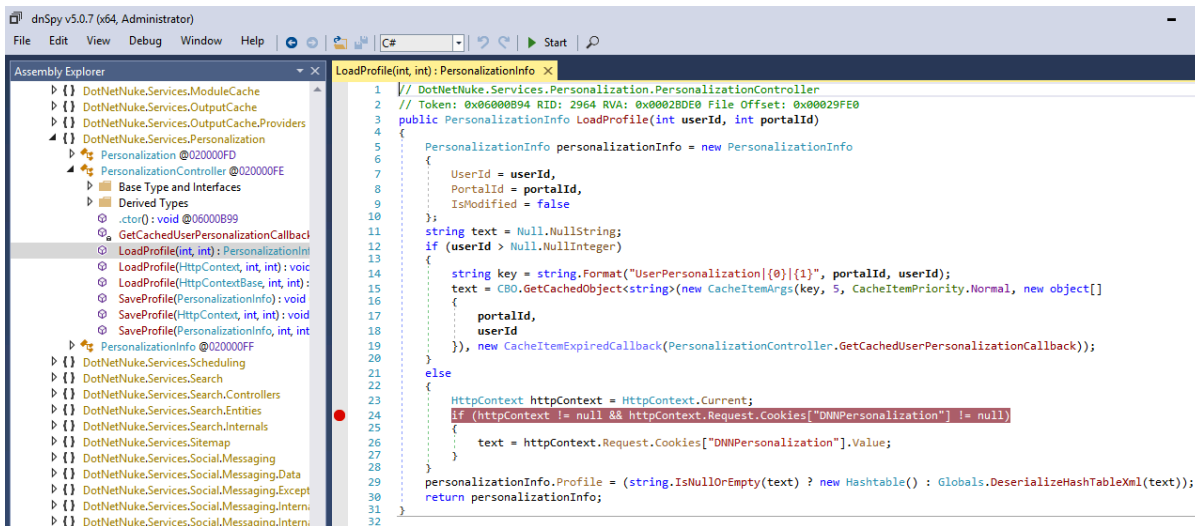 dnSpy v5.0.7 (x64, Administrator)
File Edit View Debug Window Help C# Start
Assembly Explorer
DotNetNuke.Services.ModuleCache
DotNetNuke.Services.OutputCache
DotNetNuke.Services.OutputCache.Providers
DotNetNuke.Services.Personalization
Personalization @020000FD
PersonalizationController @020000FE
Base Type and Interfaces
Derived Types
.ctor() : void @06000B99
GetCachedUserPersonalizationCallback
LoadProfile(int, int) : PersonalizationInf
LoadProfile(HttpContext, int, int) : voic
LoadProfile(HttpContextBase, int, int) :
SaveProfile(PersonalizationInfo) : void
SaveProfile(HttpContext, int, int) : void
SaveProfile(PersonalizationInfo, int, int
PersonalizationInfo @020000FF
DotNetNuke.Services.Scheduling
DotNetNuke.Services.Search
DotNetNuke.Services.Search.Controllers
DotNetNuke.Services.Search.Entities
DotNetNuke.Services.Search.Internals
DotNetNuke.Services.Sitemap
DotNetNuke.Services.Social.Messaging
DotNetNuke.Services.Social.Messaging.Data
DotNetNuke.Services.Social.Messaging.Except
DotNetNuke.Services.Social.Messaging.Interna
DotNetNuke.Services.Social.Messaging.Interna
LoadProfile(int, int) : PersonalizationInfo
1 // DotNetNuke.Services.Personalization.PersonalizationController
2 // Token: 0x06000B94 RID: 2964 RVA: 0x0002BDE0 File Offset: 0x00029FE0
3 public PersonalizationInfo LoadProfile(int userId, int portalId)
4 {
5 PersonalizationInfo personalizationInfo = new PersonalizationInfo
6 {
7 UserId = userId,
8 PortalId = portalId,
9 IsModified = false
10 };
11 string text = Null.NullString;
12 if (userId > Null.NullInteger)
13 {
14 string key = string.Format("UserPersonalization|{0}|{1}", portalId, userId);
15 text = CBO.GetCachedObject<string>(new CacheItemArgs(key, 5, CacheItemPriority.Normal, new object[]
16 {
17 portalId,
18 userId
19 }), new CacheItemExpiredCallback(PersonalizationController.GetCachedUserPersonalizationCallback));
20 }
21 else
22 {
23 HttpContext httpContext = HttpContext.Current;
24 if (httpContext != null && httpContext.Request.Cookies["DNNPersonalization"] != null)
25 {
26 text = httpContext.Request.Cookies["DNNPersonalization"].Value;
27 }
28 }
29 personalizationInfo.Profile = (string.IsNullOrEmpty(text) ? new Hashtable() : Globals.DeserializeHashTableXml(text));
30 return personalizationInfo;
31 }
32